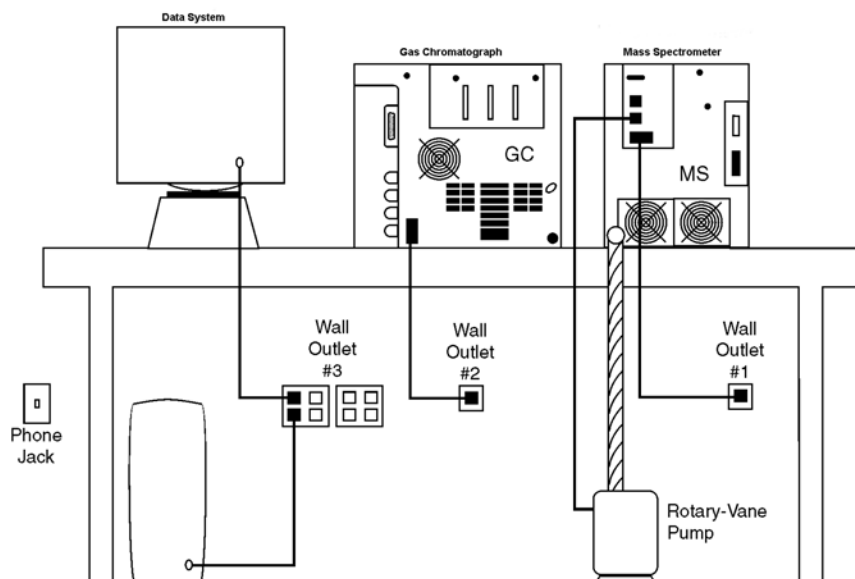 Data System
Gas Chromatograph
Mass Spectrometer
GC
MS
Wall
Outlet
#3
Wall
Outlet
#2
Wall
Outlet
#1
Phone
Jack
Rotary-Vane
Pump